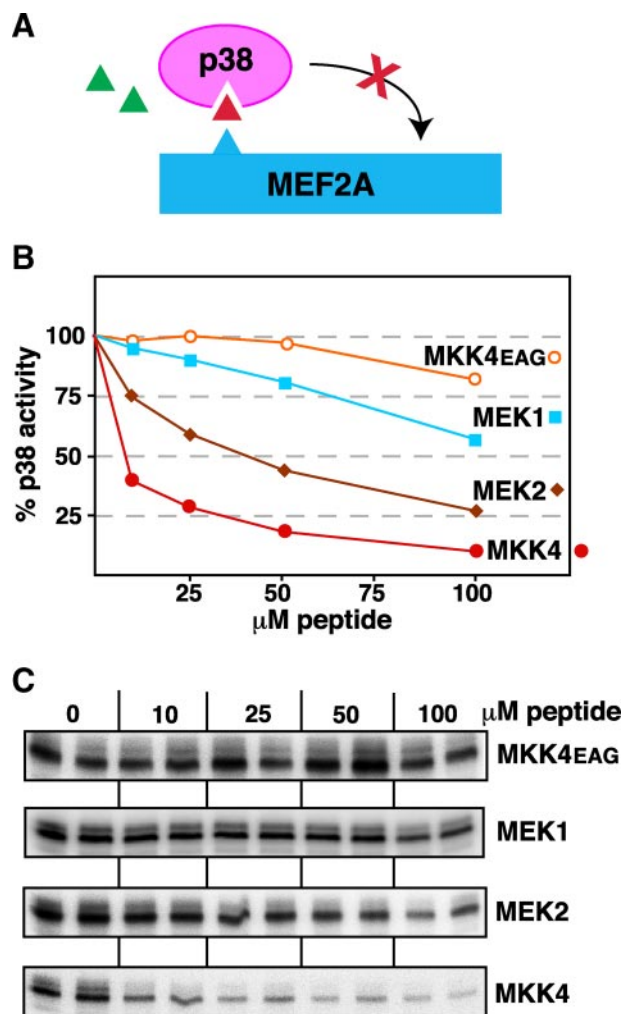 A
p38
MEF2A
B
% p38 activity
100
75
50
25
MKK4EAG
MEK1
MEK2
MKK4
25 50 75 100
μM peptide
C
0 10 25 50 100 μM peptide
MKK4EAG
MEK1
MEK2
MKK4